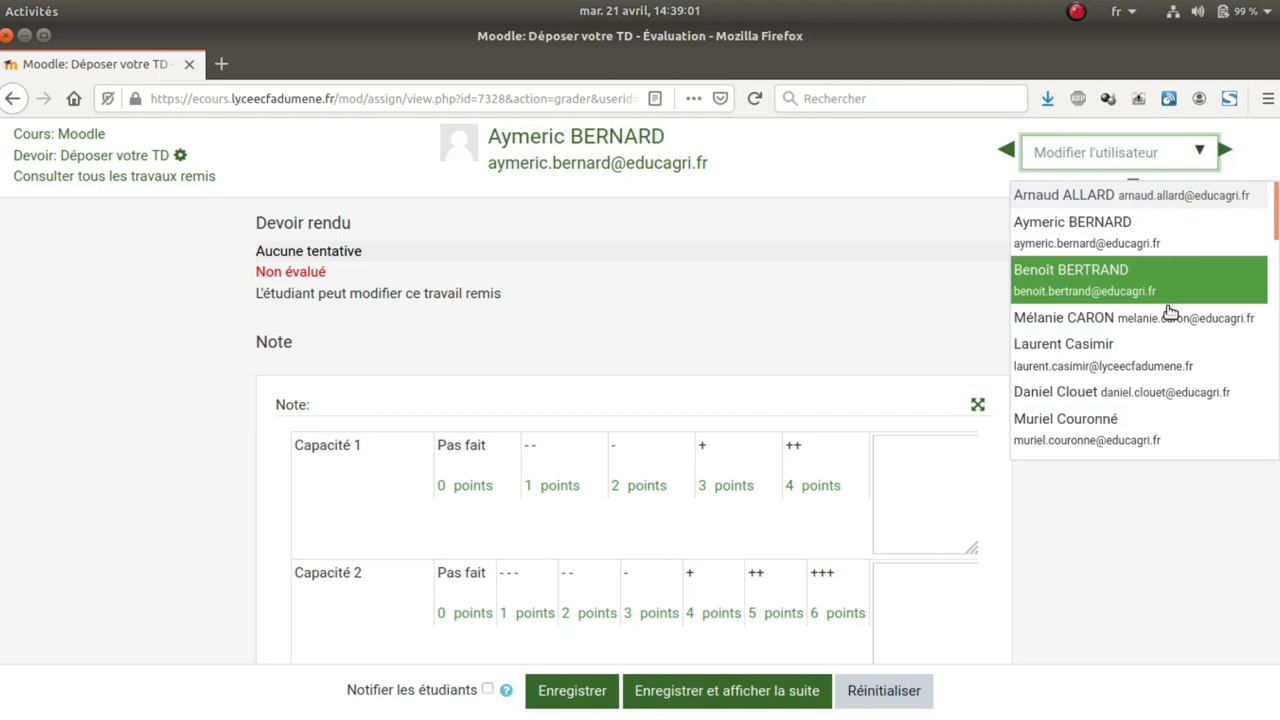 Activités
mar. 21 avril, 14:39:01
fr
99 %
Moodle: Déposer votre TD - Évaluation - Mozilla Firefox
Moodle: Déposer votre TD -
https://ecours.lyceecfadumene.fr/mod/assign/view.php?id=7328&action=grader&userid=
Rechercher
ABP
Cours: Moodle
Devoir: Déposer votre TD
Consulter tous les travaux remis
Aymeric BERNARD
aymeric.bernard@educagri.fr
Modifier l'utilisateur
Arnaud ALLARD arnaud.allard@educagri.fr
Aymeric BERNARD
aymeric.bernard@educagri.fr
Benoît BERTRAND
benoit.bertrand@educagri.fr
Mélanie CARON melanie.caron@educagri.fr
Laurent Casimir
laurent.casimir@lyceecfadumene.fr
Daniel Clouet daniel.clouet@educagri.fr
Muriel Couronné
muriel.couronne@educagri.fr
Devoir rendu
Aucune tentative
Non évalué
L'étudiant peut modifier ce travail remis
Note
Note:
Capacité 1 Pas fait -- - + ++
0 points 1 points 2 points 3 points 4 points
Capacité 2 Pas fait --- -- - + ++ +++
0 points 1 points 2 points 3 points 4 points 5 points 6 points
Notifier les étudiants
Enregistrer
Enregistrer et afficher la suite
Réinitialiser